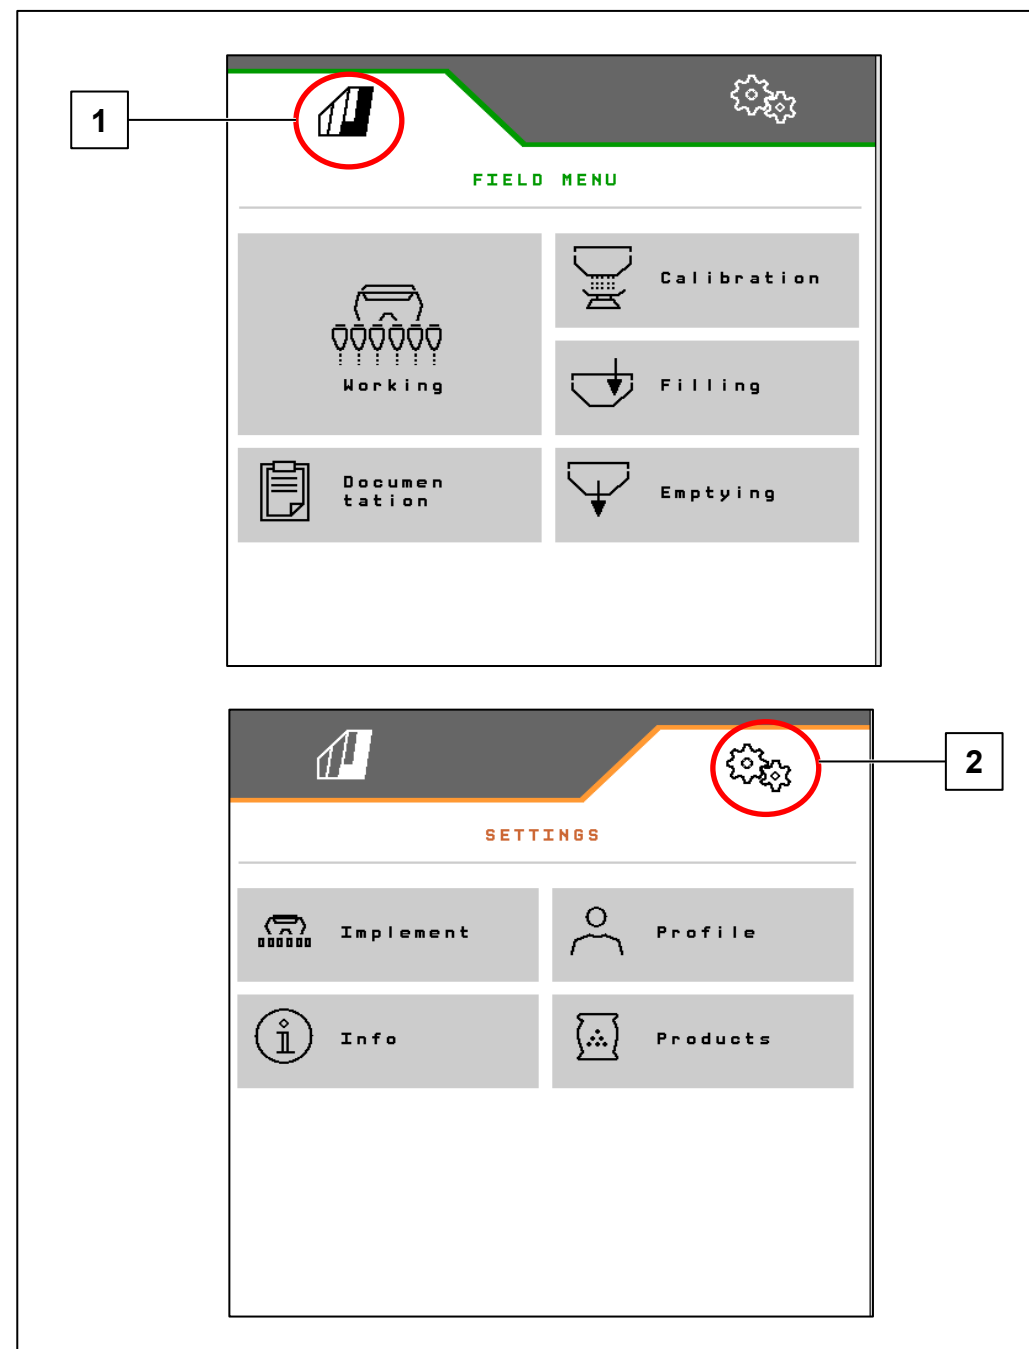 1
FIELD MENU
Working
Calibration
Filling
Documen
tation
Emptying
2
SETTINGS
Implement
Profile
Info
Products